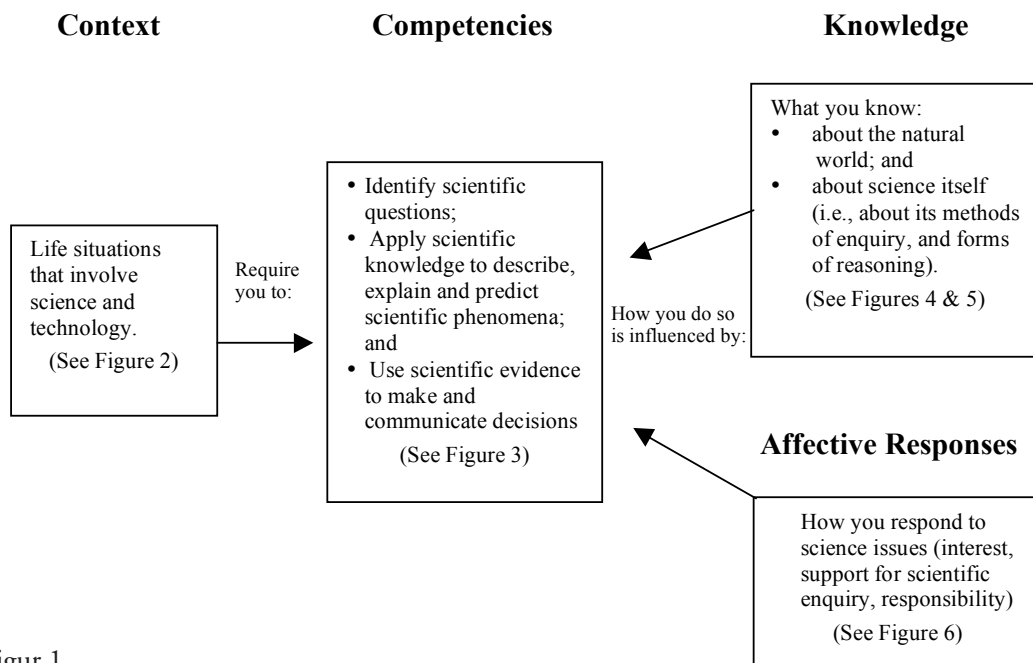 Context
Competencies
Knowledge
What you know:
• about the natural
world; and
• about science itself
(i.e., about its methods
of enquiry, and forms
of reasoning).
(See Figures 4 & 5)
• Identify scientific
questions;
• Apply scientific
knowledge to describe,
explain and predict
scientific phenomena;
and
• Use scientific evidence
to make and
communicate decisions
(See Figure 3)
Life situations
that involve
science and
technology.
(See Figure 2)
Require
you to:
How you do so
is influenced by:
Affective Responses
How you respond to
science issues (interest,
support for scientific
enquiry, responsibility)
(See Figure 6)
igur 1